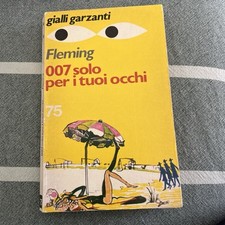 gialli garzanti
Fleming
007 solo
per i tuoi occhi
75